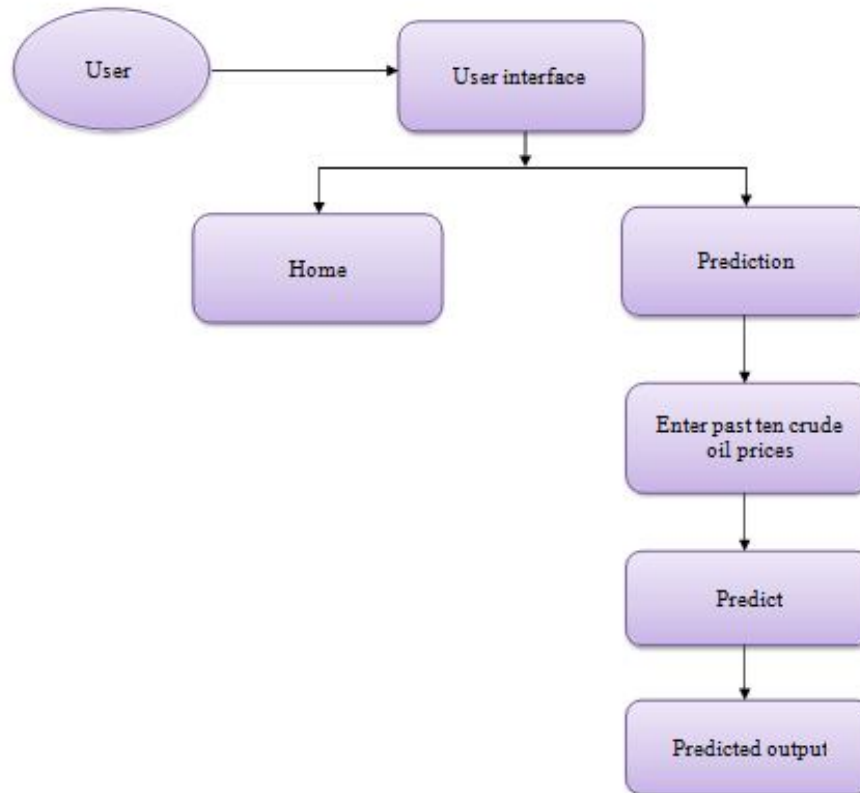 User
User interface
Home
Prediction
Enter past ten crude
oil prices
Predict
Predicted output